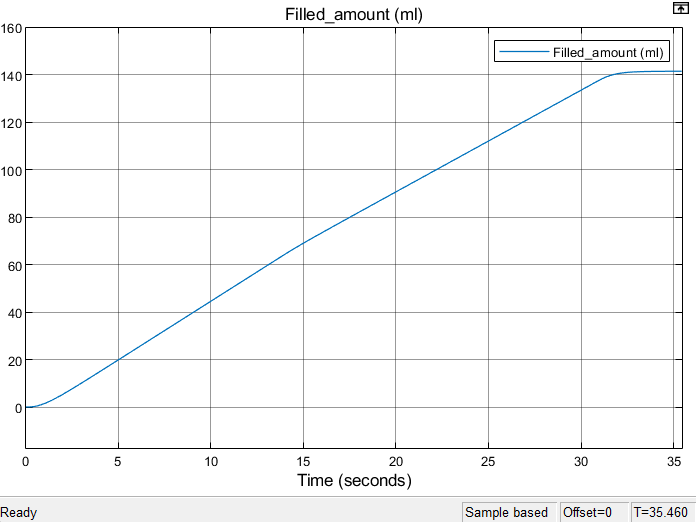 Filled_amount (ml)
160
Filled_amount (ml)
140
120
100
80
60
40
20
0
0 5 10 15 20 25 30 35
Time (seconds)
Ready Sample based Offset=0 T=35.460